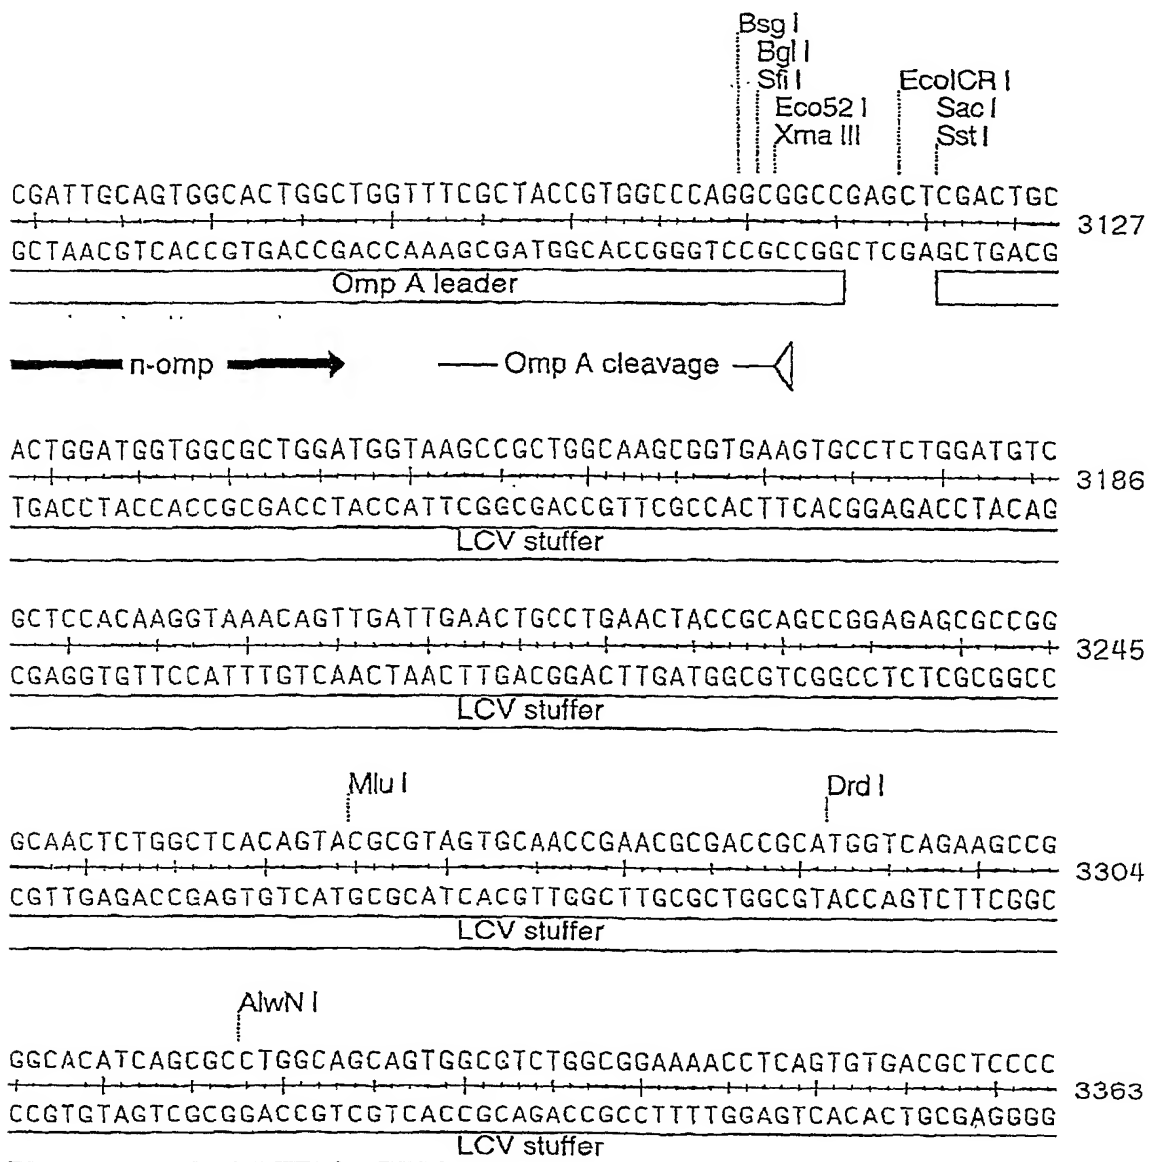 Bsg I
Bgl I
Sfi I EcoICR I
Eco52 I Sac I
Xma III Sst I
CGATTGCAGTGGCACTGGCTGGTTTCGCTACCGTGGCCCAGGCGGCCGAGCTCGACTGC
3127
GCTAACGTCACCGTGACCGACCAAAGCGATGGCACCGGGTCCGCCGGCTCGAGCTGACG
Omp A leader
n-omp Omp A cleavage
ACTGGATGGTGGCGCTGGATGGTAAGCCGCTGGCAAGCGGTGAAGTGCCTCTGGATGTC
3186
TGACCTACCACCGCGACCTACCATTCGGCGACCGTTCGCCACTTCACGGAGACCTACAG
LCV stuffer
GCTCCACAAGGTAAACAGTTGATTGAACTGCCTGAACTACCGCAGCCGGAGAGCGCCGG
3245
CGAGGTGTTCCATTTGTCAACTAACTTGACGGACTTGATGGCGTCGGCCTCTCGCGGCC
LCV stuffer
Mlu I Drd I
GCAACTCTGGCTCACAGTACGCGTAGTGCAACCGAACGCGACCGCATGGTCAGAAGCCG
3304
CGTTGAGACCGAGTGTCATGCGCATCACGTTGGCTTGCGCTGGCGTACCAGTCTTCGGC
LCV stuffer
AlwN I
GGCACATCAGCGCCTGGCAGCAGTGGCGTCTGGCGGAAAACCTCAGTGTGACGCTCCCC
3363
CCGTGTAGTCGCGGACCGTCGTCACCGCAGACCGCCTTTTGGAGTCACACTGCGAGGGG
LCV stuffer